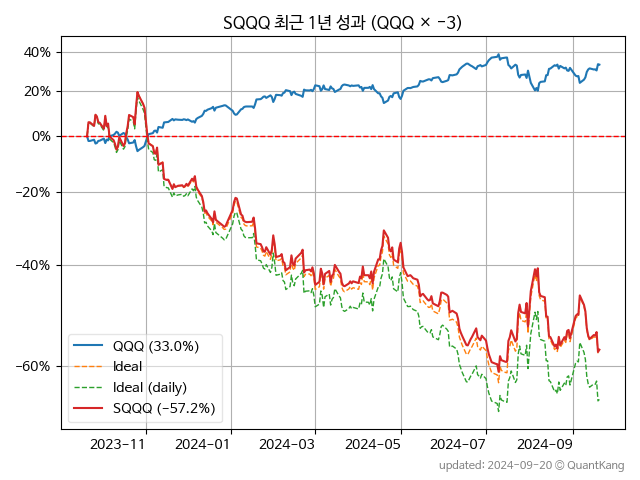 SQQQ 최근 1년 성과 (QQQ × −3)
40%
20%
0%
−20%
−40%
−60%
QQQ (33.0%)
Ideal
Ideal (daily)
SQQQ (−57.2%)
2023-11 2024-01 2024-03 2024-05 2024-07 2024-09
updated: 2024-09-20 © QuantKang